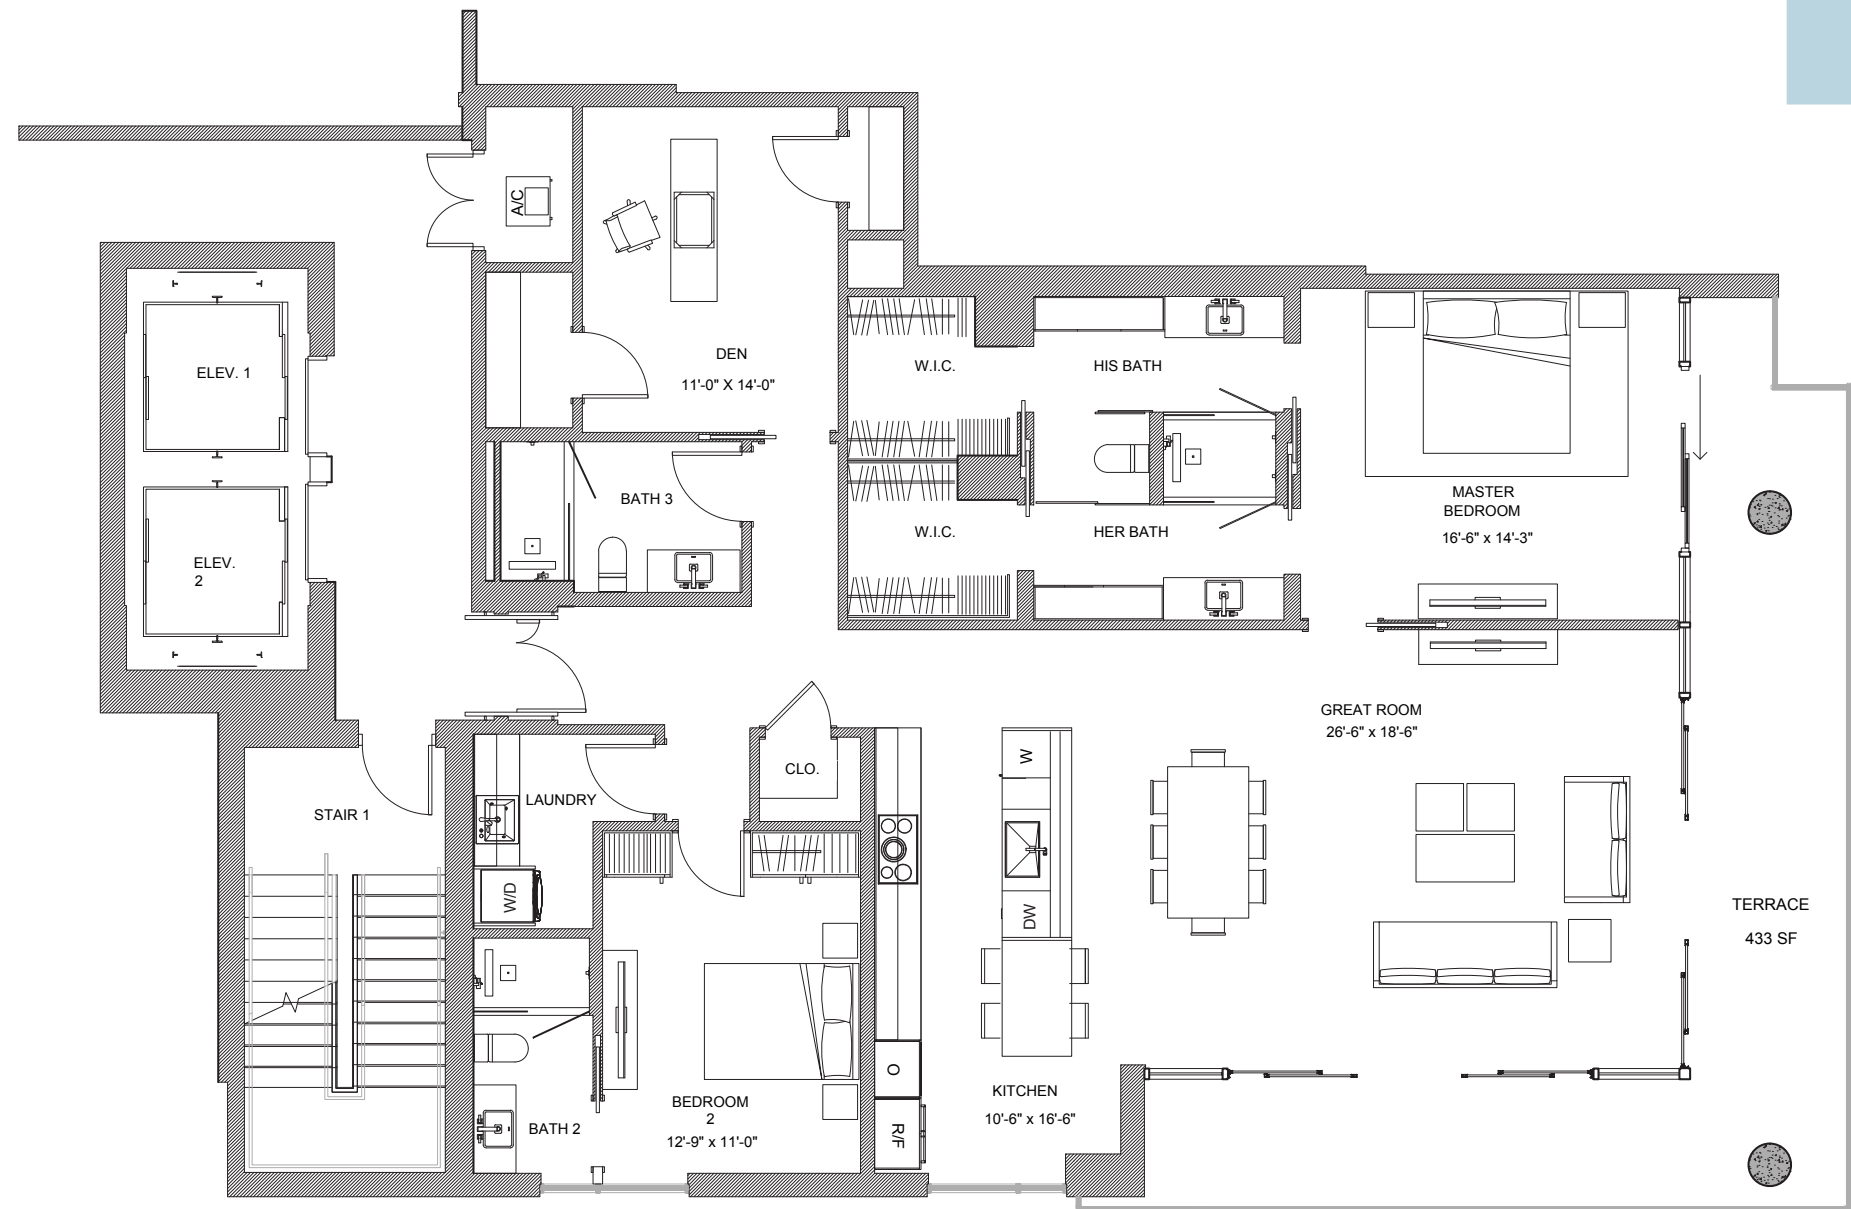 A/C
ELEV. 1
DEN
11'-0" X 14'-0"
W.I.C.
HIS BATH
BATH 3
MASTER
BEDROOM
16'-6" x 14'-3"
W.I.C.
HER BATH
ELEV.
2
GREAT ROOM
26'-6" x 18'-6"
W
CLO.
LAUNDRY
STAIR 1
W/D
DW
TERRACE
433 SF
O
KITCHEN
10'-6" x 16'-6"
BEDROOM
2
12'-9" x 11'-0"
BATH 2
R/F